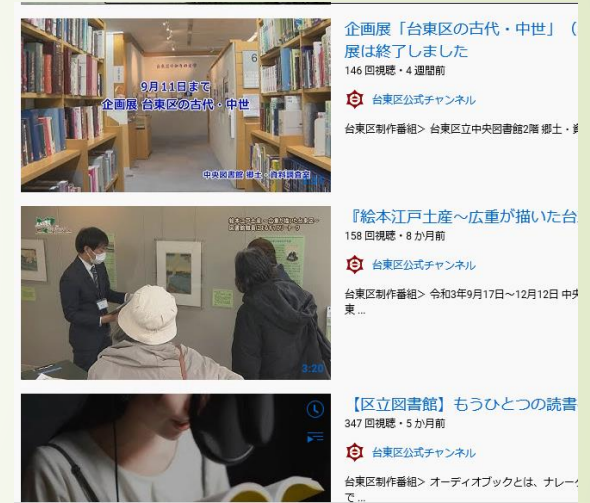 企画展「台東区の古代・中世」（
展は終了しました
146 回視聴・4 週間前
台東区公式チャンネル
台東区制作番組> 台東区立中央図書館2階 郷土・資
9月11日まで
企画展 台東区の古代・中世
中央図書館 郷土・資料調査室
『絵本江戸土産～広重が描いた台
158 回視聴・8 か月前
台東区公式チャンネル
台東区制作番組> 令和3年9月17日～12月12日 中央
東 ...
3:20
【区立図書館】もうひとつの読書
347 回視聴・5 か月前
台東区公式チャンネル
台東区制作番組> オーディオブックとは、ナレータ
で ...